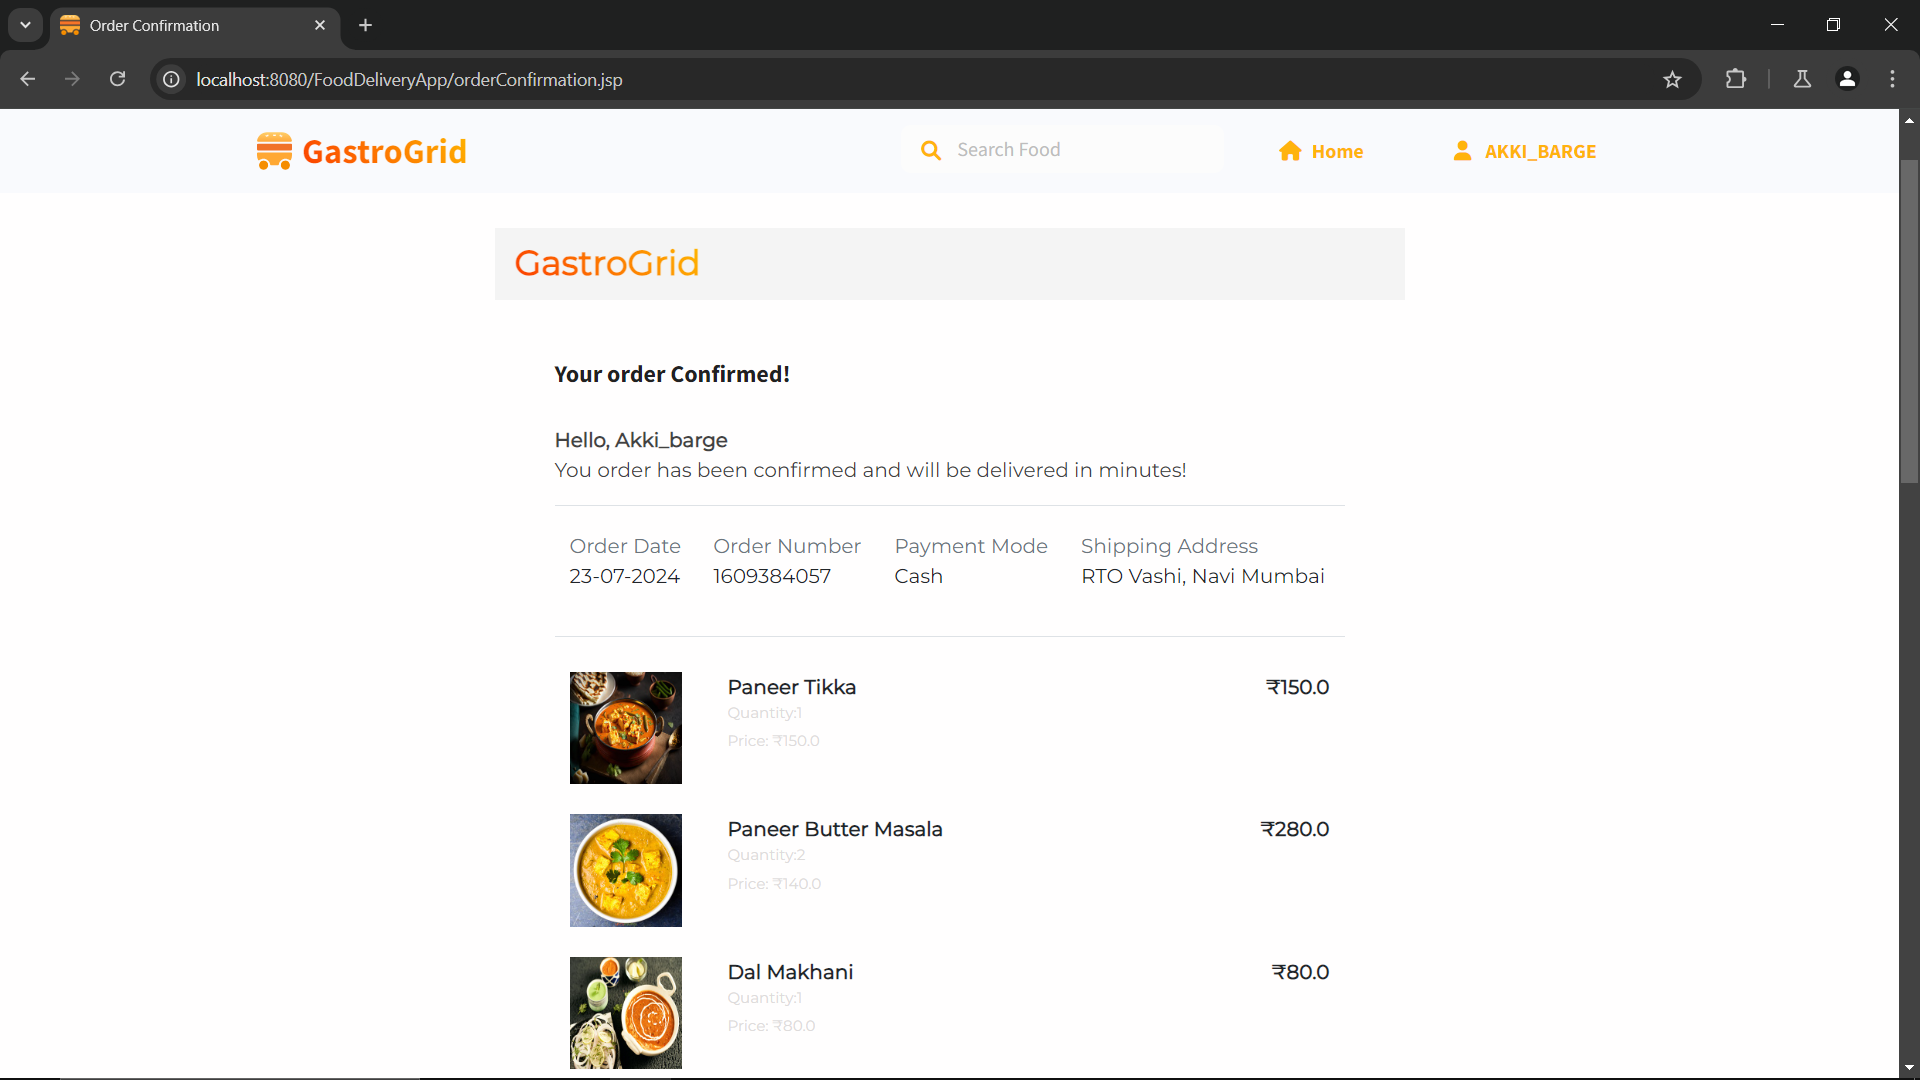 Order Confirmation
localhost:8080/FoodDeliveryApp/orderConfirmation.jsp
GastroGrid
Search Food
Home
AKKI_BARGE
GastroGrid
Your order Confirmed!
Hello, Akki_barge
You order has been confirmed and will be delivered in minutes!
Order Date
23-07-2024
Order Number
1609384057
Payment Mode
Cash
Shipping Address
RTO Vashi, Navi Mumbai
Paneer Tikka
₹150.0
Quantity:1
Price: ₹150.0
Paneer Butter Masala
₹280.0
Quantity:2
Price: ₹140.0
Dal Makhani
₹80.0
Quantity:1
Price: ₹80.0